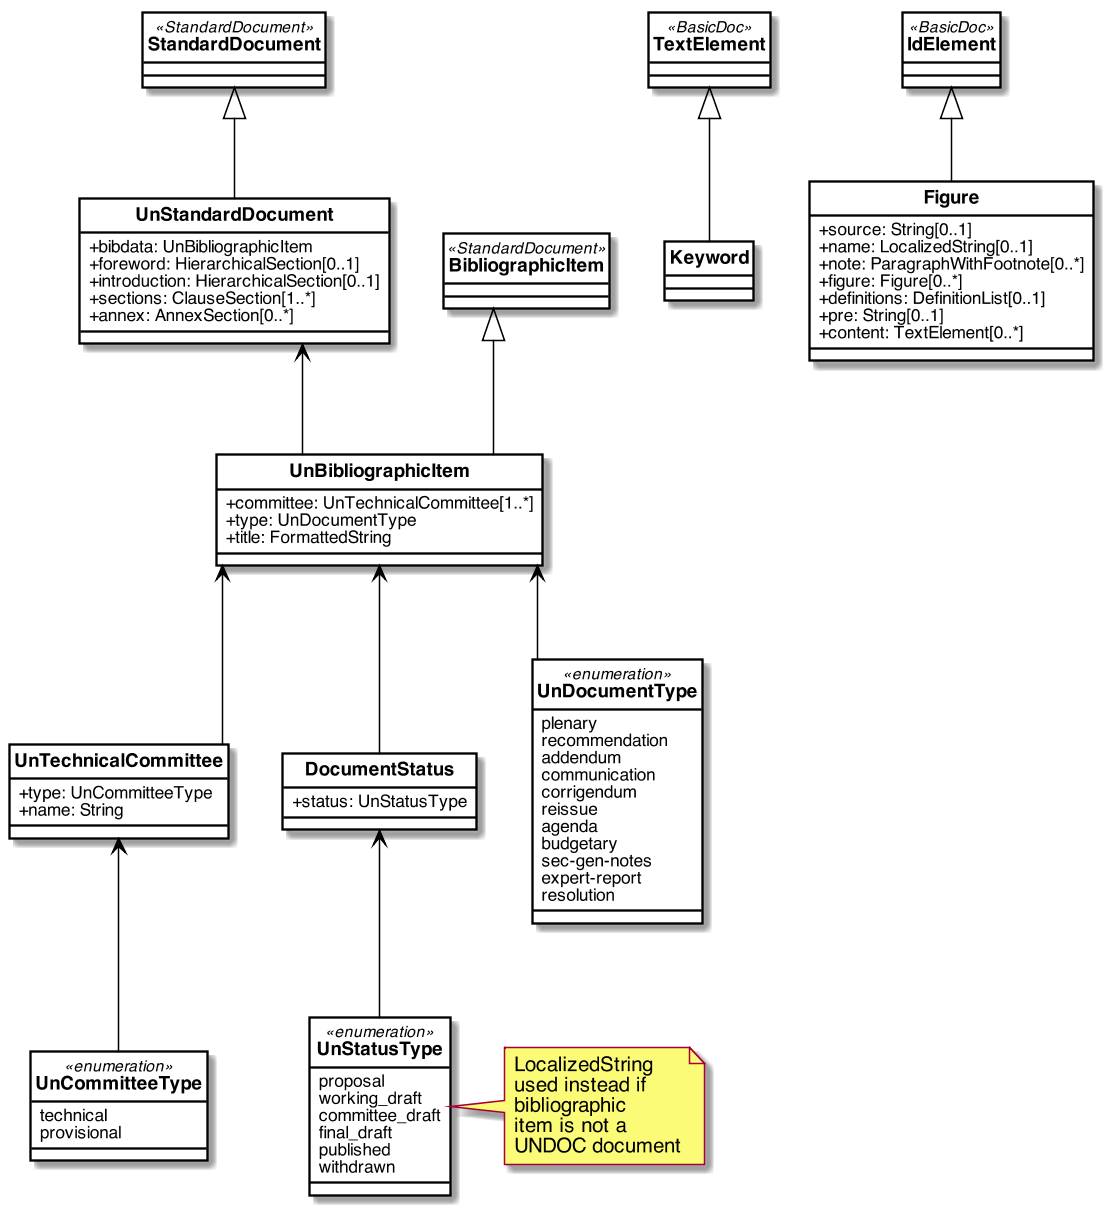 «StandardDocument»
StandardDocument
«BasicDoc»
TextElement
«BasicDoc»
IdElement
UnStandardDocument
+bibdata: UnBibliographicItem
+foreword: HierarchicalSection[0..1]
+introduction: HierarchicalSection[0..1]
+sections: ClauseSection[1..*]
+annex: AnnexSection[0..*]
«StandardDocument»
BibliographicItem
Keyword
Figure
+source: String[0..1]
+name: LocalizedString[0..1]
+note: ParagraphWithFootnote[0..*]
+figure: Figure[0..*]
+definitions: DefinitionList[0..1]
+pre: String[0..1]
+content: TextElement[0..*]
UnBibliographicItem
+committee: UnTechnicalCommittee[1..*]
+type: UnDocumentType
+title: FormattedString
UnTechnicalCommittee
+type: UnCommitteeType
+name: String
DocumentStatus
+status: UnStatusType
«enumeration»
UnDocumentType
plenary
recommendation
addendum
communication
corrigendum
reissue
agenda
budgetary
sec-gen-notes
expert-report
resolution
«enumeration»
UnCommitteeType
technical
provisional
«enumeration»
UnStatusType
proposal
working_draft
committee_draft
final_draft
published
withdrawn
LocalizedString
used instead if
bibliographic
item is not a
UNDOC document